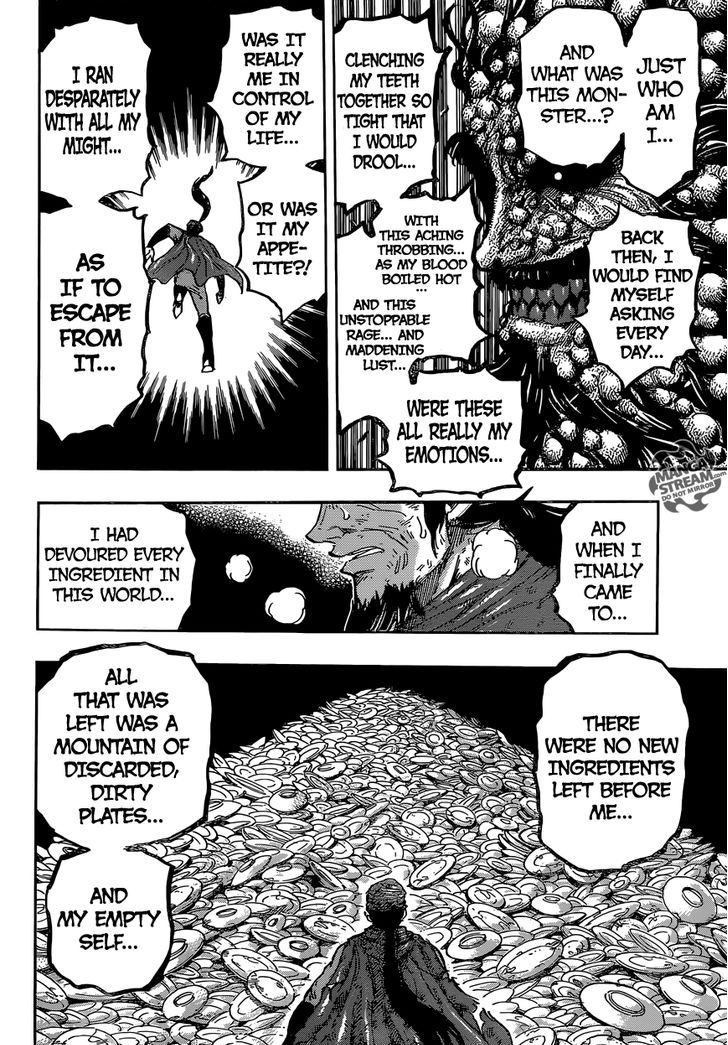 JUST
WHO
AM
I...
AND
WHAT WAS
THIS MON-
STER...?
BACK
THEN, I
WOULD FIND
MYSELF
ASKING
EVERY
DAY...
CLENCHING
MY TEETH
TOGETHER SO
TIGHT THAT
I WOULD
DROOL...
WITH
THIS ACHING
THROBBING...
AS MY BLOOD
BOILED HOT
...
AND THIS
UNSTOPPABLE
RAGE... AND
MADDENING
LUST...
WERE THESE
ALL REALLY MY
EMOTIONS...
WAS IT
REALLY
ME IN
CONTROL
OF MY
LIFE...
OR WAS
IT MY
APPE-
TITE?!
I RAN
DESPARATELY
WITH ALL MY
MIGHT...
AS
IF TO
ESCAPE
FROM
IT...
MANGA
STREAM.COM
DO NOT MIRROR
AND
WHEN I
FINALLY
CAME
TO...
I HAD
DEVOURED EVERY
INGREDIENT IN
THIS WORLD...
THERE
WERE NO NEW
INGREDIENTS
LEFT BEFORE
ME...
ALL
THAT WAS
LEFT WAS A
MOUNTAIN OF
DISCARDED,
DIRTY
PLATES...
AND
MY EMPTY
SELF...